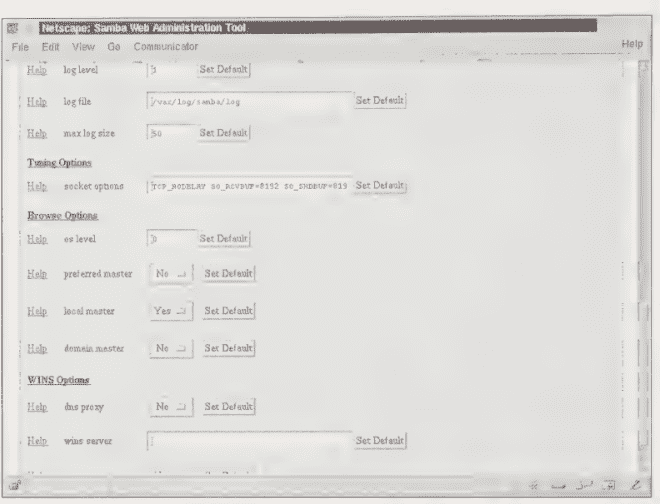 Netscape: Samba Web Administration Tool
File Edit View Go Communicator Help
Help log level Set Default
Help log file /var/log/samba/log Set Default
Help max log size 50 Set Default
Tuning Options
Help socket options TCP_NODELAY SO_RCVBUF=8192 SO_SNDBUF=819 Set Default
Browse Options
Help os level 0 Set Default
Help preferred master No Set Default
Help local master Yes Set Default
Help domain master No Set Default
WINS Options
Help dns proxy No Set Default
Help wins server Set Default